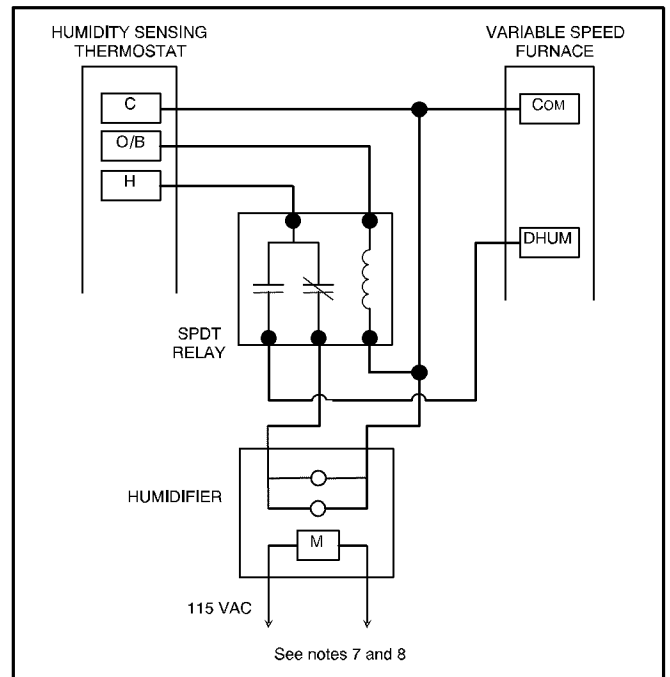 HUMIDITY SENSING
THERMOSTAT
VARIABLE SPEED
FURNACE
C
COM
O/B
H
DHUM
SPDT
RELAY
HUMIDIFIER
M
115 VAC
See notes 7 and 8